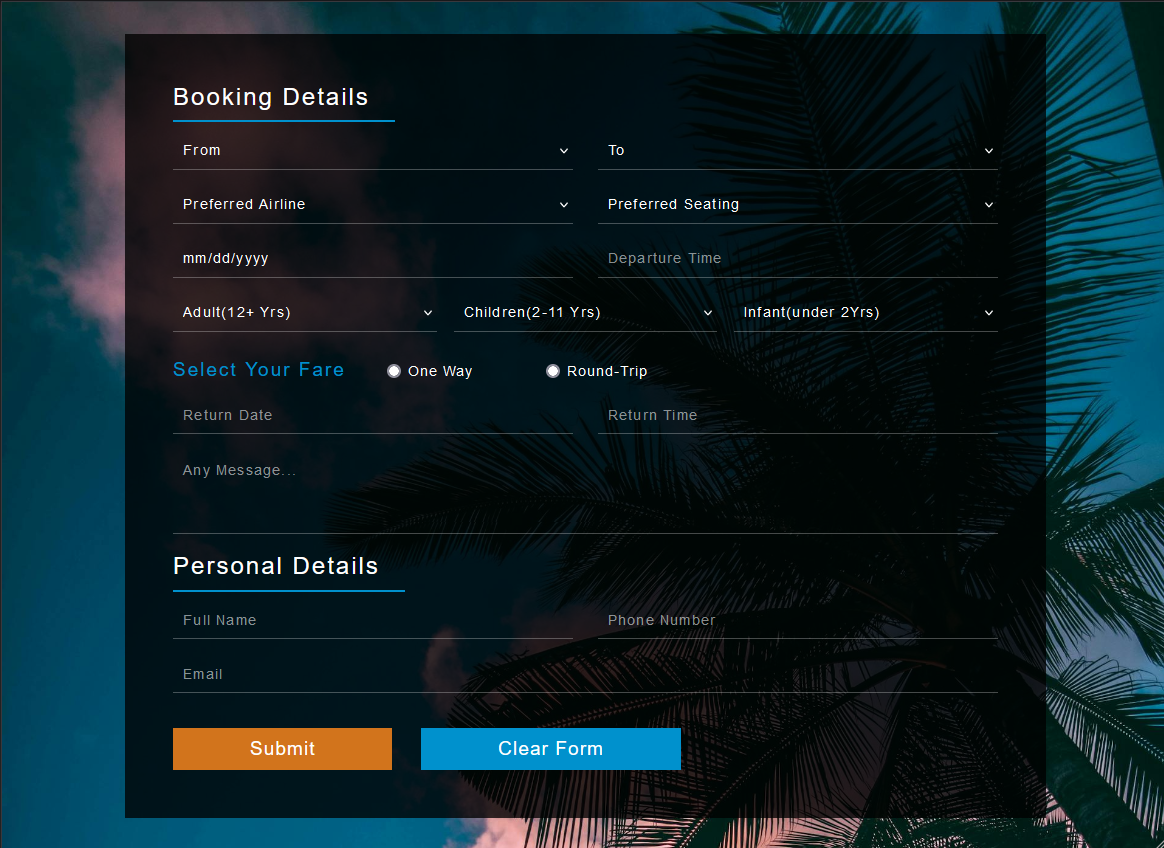 Booking Details
From To
Preferred Airline Preferred Seating
mm/dd/yyyy Departure Time
Adult(12+ Yrs) Children(2-11 Yrs) Infant(under 2Yrs)
Select Your Fare One Way Round-Trip
Return Date Return Time
Any Message...
Personal Details
Full Name Phone Number
Email
Submit Clear Form